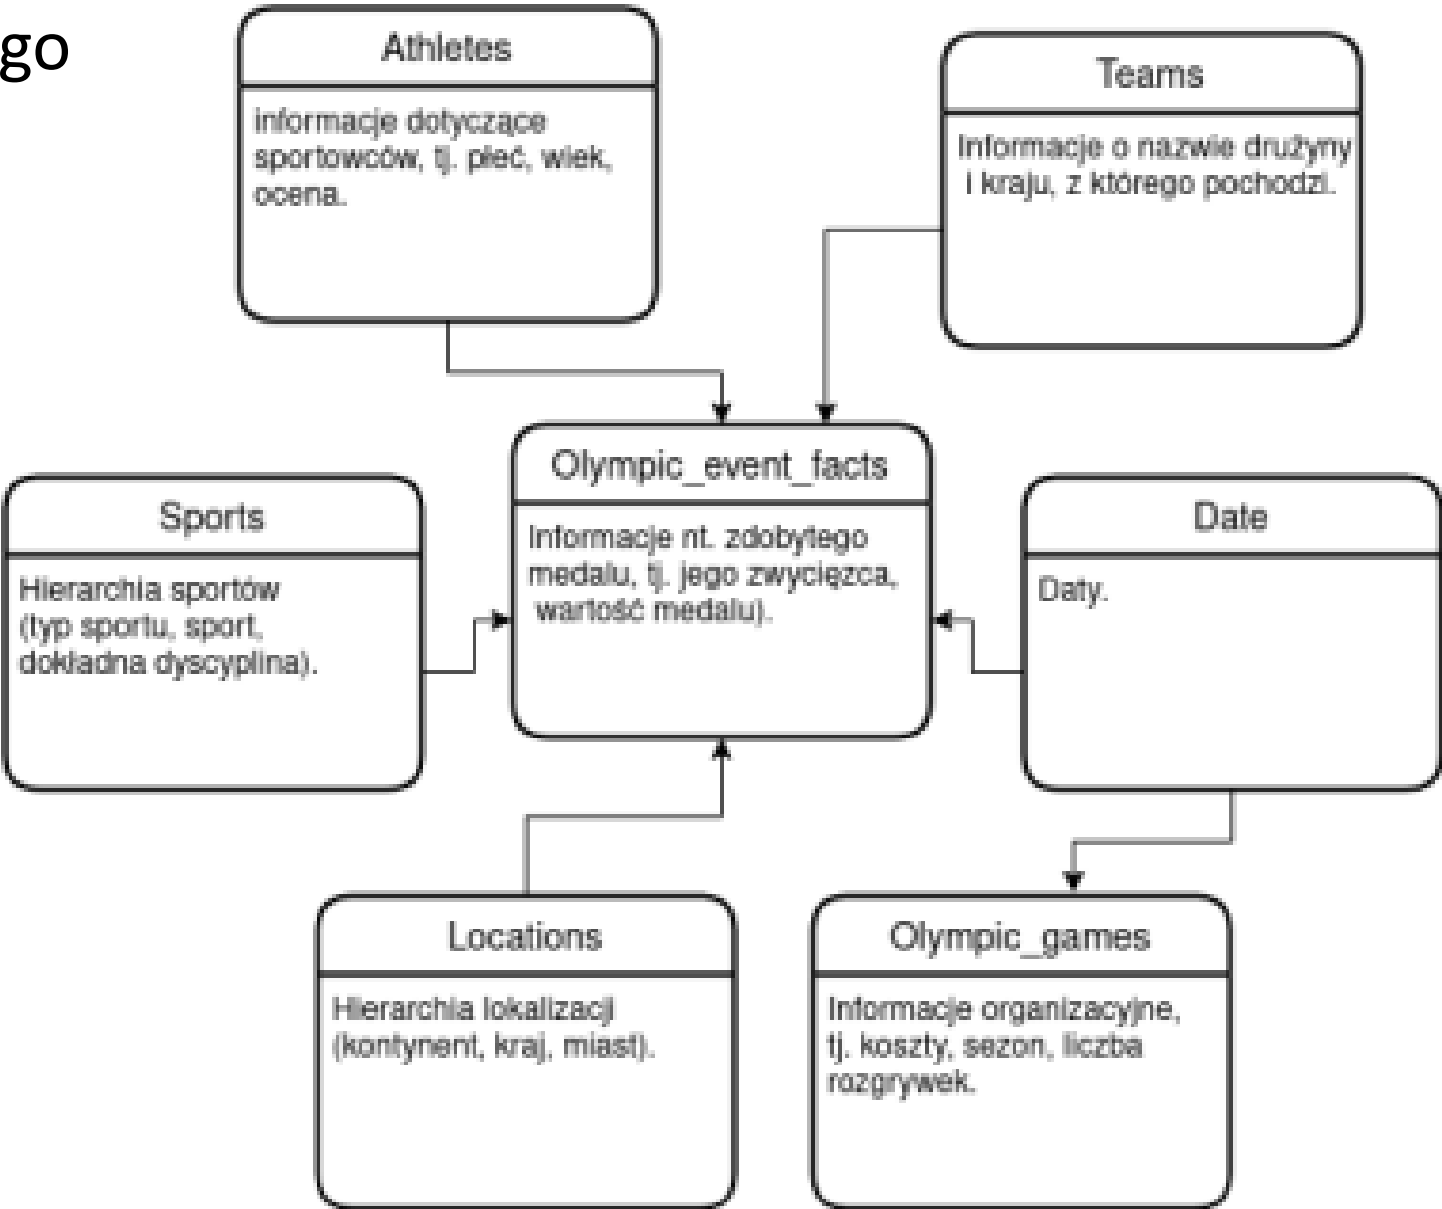 go
Athletes
informacje dotyczące
sportowców, tj. płeć, wiek,
ocena.
Teams
Informacje o nazwie drużyny
i kraju, z którego pochodzi.
Olympic_event_facts
Informacje nt. zdobytego
medalu, tj. jego zwycięzca,
wartość medalu).
Sports
Hierarchia sportów
(typ sportu, sport,
dokładna dyscyplina).
Date
Daty.
Locations
Hierarchia lokalizacji
(kontynent, kraj, miast).
Olympic_games
Informacje organizacyjne,
tj. koszty, sezon, liczba
rozgrywek.